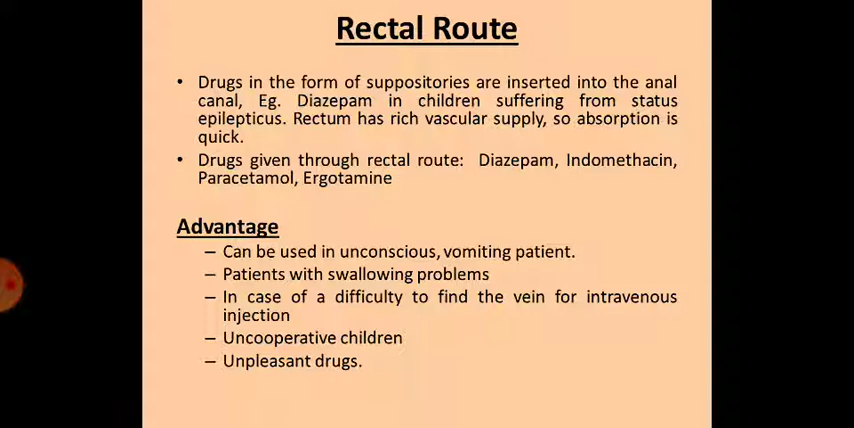 Rectal Route
• Drugs in the form of suppositories are inserted into the anal
canal, Eg. Diazepam in children suffering from status
epilepticus. Rectum has rich vascular supply, so absorption is
quick.
• Drugs given through rectal route: Diazepam, Indomethacin,
Paracetamol, Ergotamine
Advantage
– Can be used in unconscious, vomiting patient.
– Patients with swallowing problems
– In case of a difficulty to find the vein for intravenous
injection
– Uncooperative children
– Unpleasant drugs.